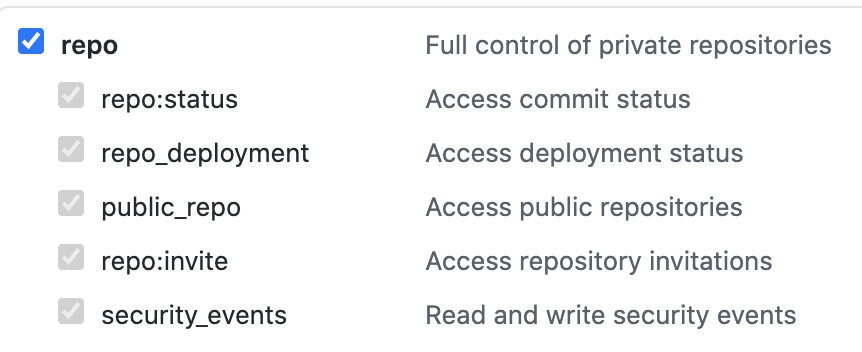 repo Full control of private repositories
repo:status Access commit status
repo_deployment Access deployment status
public_repo Access public repositories
repo:invite Access repository invitations
security_events Read and write security events